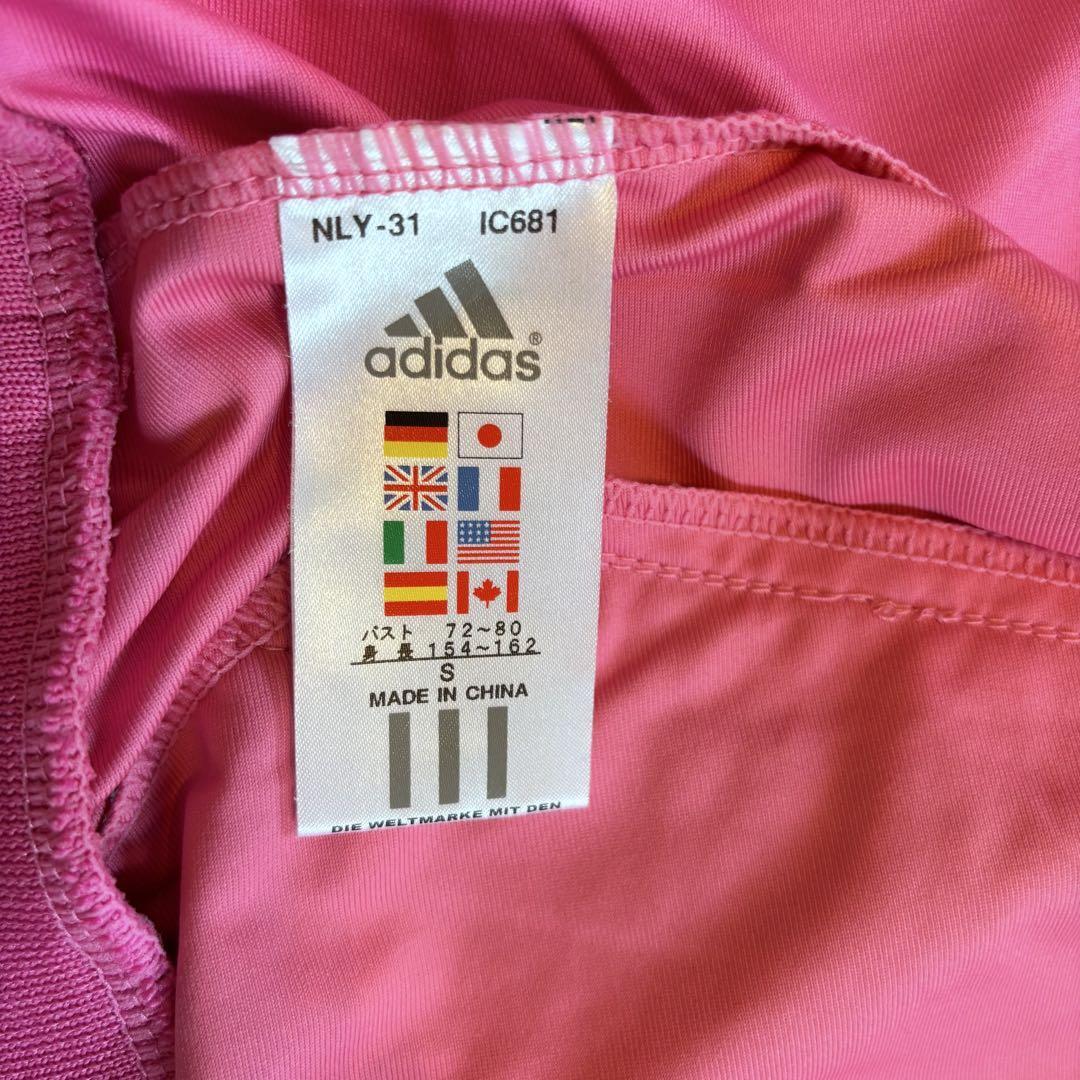 NLY-31 IC681
adidas®
バスト 72~80
身長 154~162
S
MADE IN CHINA
DIE WELTMARKE MIT DEN